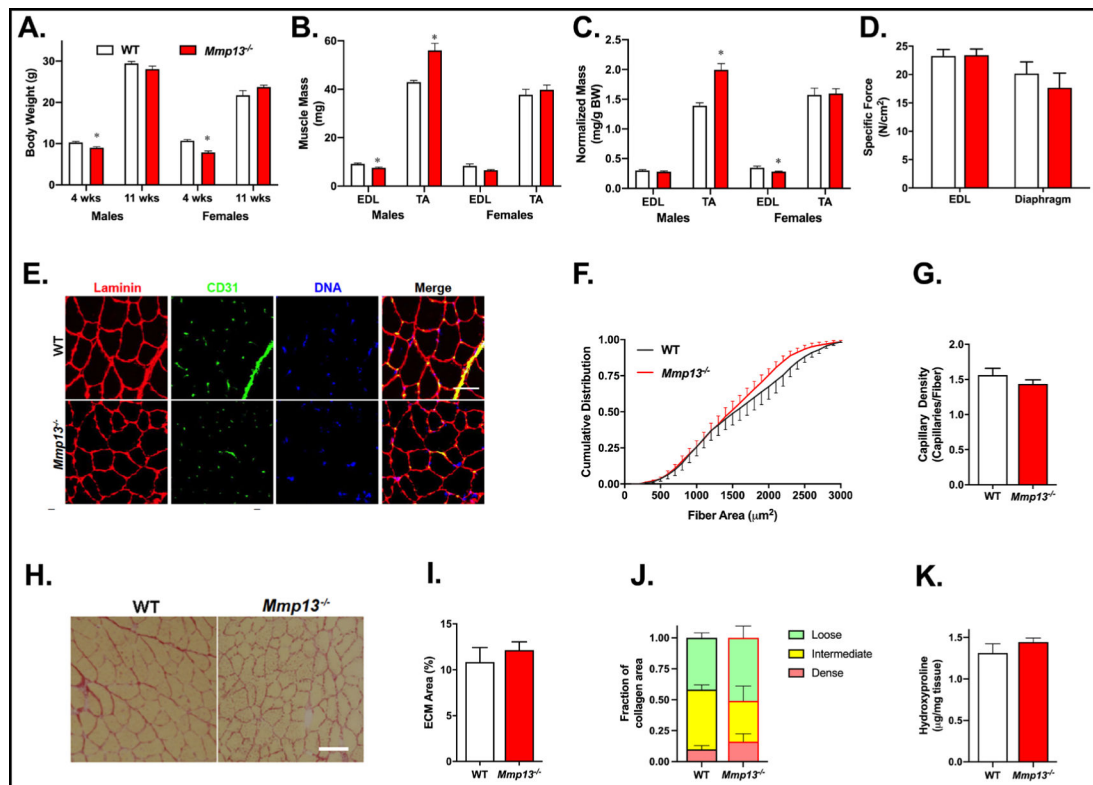 A.
WT
Mmp13-/-
Body Weight (g)
30
20
10
0
4 wks
11 wks
4 wks
11 wks
Males
Females
*
*
B.
Muscle Mass
(mg)
60
40
20
0
EDL
TA
EDL
TA
Males
Females
*
*
C.
Normalized Mass
(mg/g BW)
2.5
2.0
1.5
1.0
0.5
0.0
EDL
TA
EDL
TA
Males
Females
*
*
D.
Specific Force
(N/cm²)
25
20
15
10
5
0
EDL
Diaphragm
E.
Laminin
CD31
DNA
Merge
WT
Mmp13-/-
F.
Cumulative Distribution
1.00
0.75
0.50
0.25
0.00
WT
Mmp13-/-
0
600
1200
1800
2400
3000
Fiber Area (μm²)
G.
Capillary Density
(Capillaries/Fiber)
2.0
1.5
1.0
0.5
0.0
WT
Mmp13-/-
H.
WT
Mmp13-/-
I.
ECM Area (%)
15
10
5
0
WT
Mmp13-/-
J.
Fraction of
collagen area
1.00
0.75
0.50
0.25
0.00
WT
Mmp13-/-
Loose
Intermediate
Dense
K.
Hydroxyproline
(μg/mg tissue)
1.5
1.0
0.5
0.0
WT
Mmp13-/-